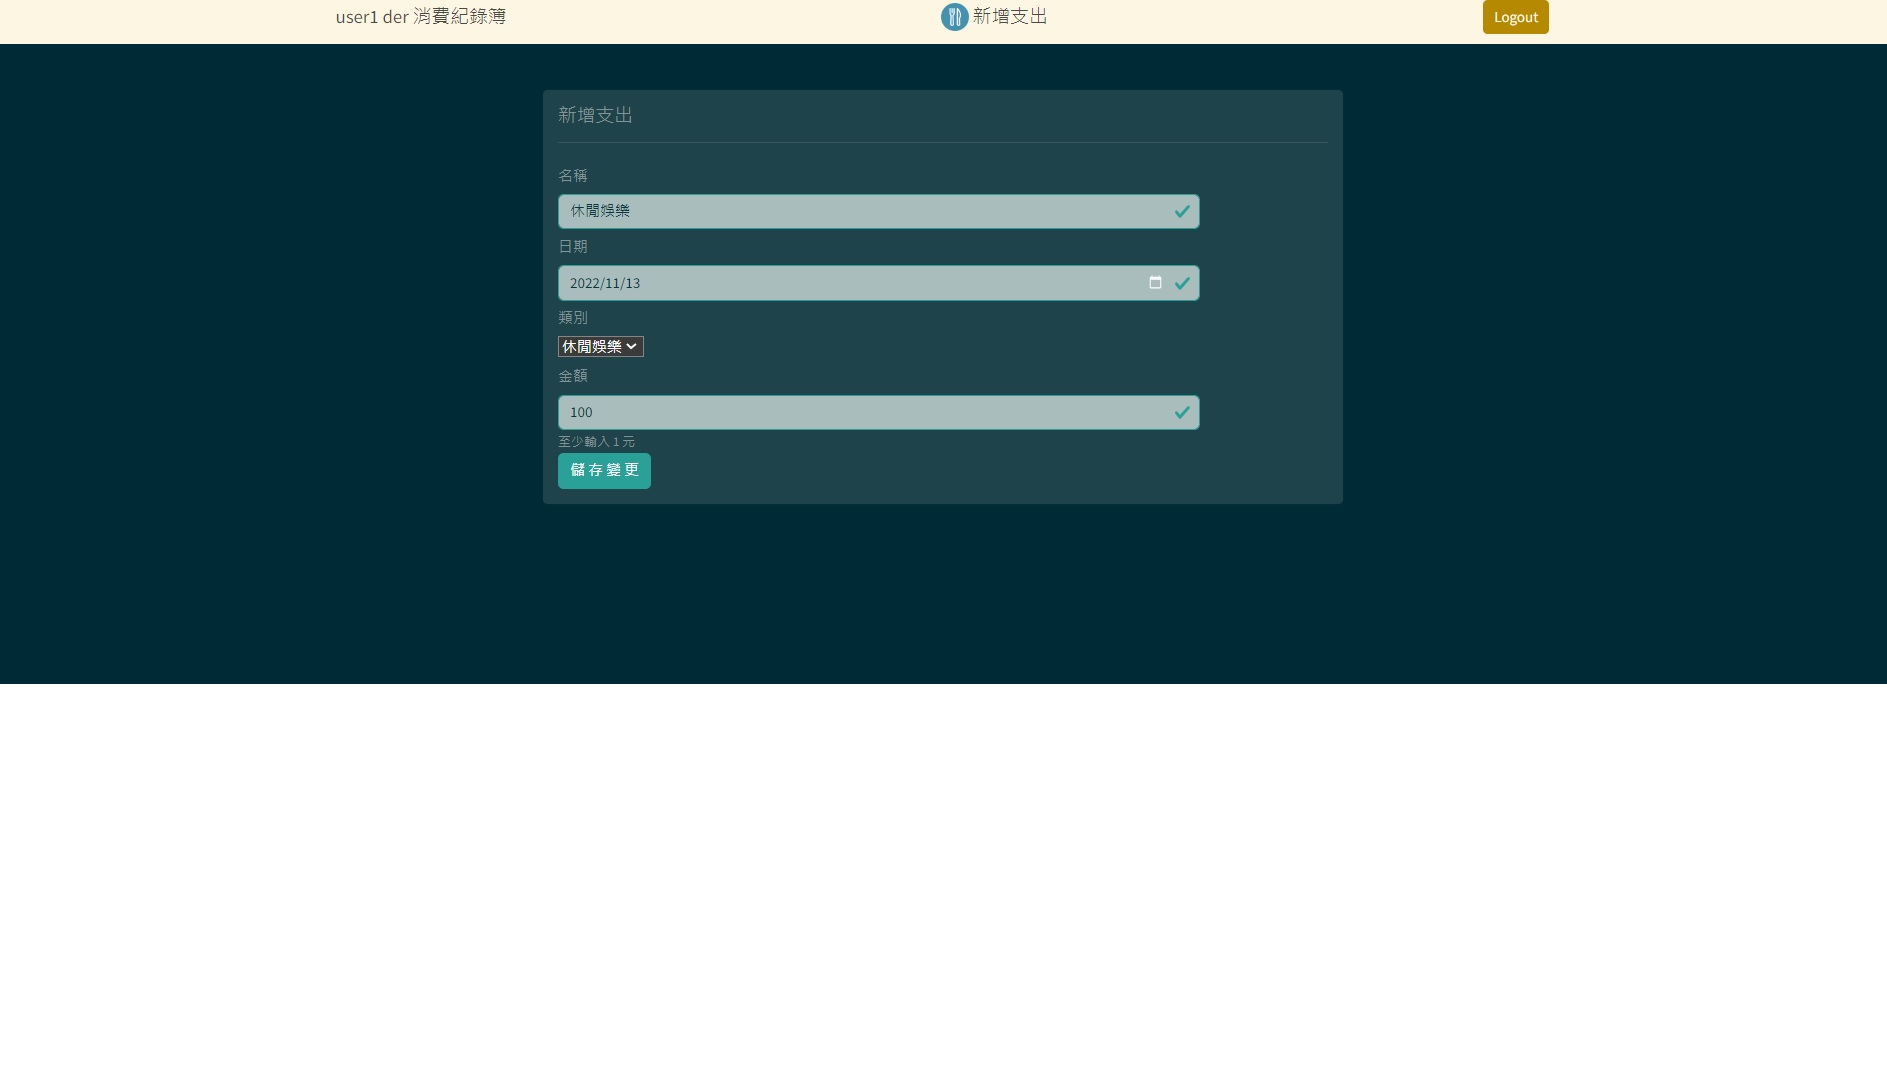 user1 der 消費紀錄簿
新增支出
Logout
新增支出
名稱
休閒娛樂
日期
2022/11/13
類別
休閒娛樂
金額
100
至少輸入 1 元
儲存變更